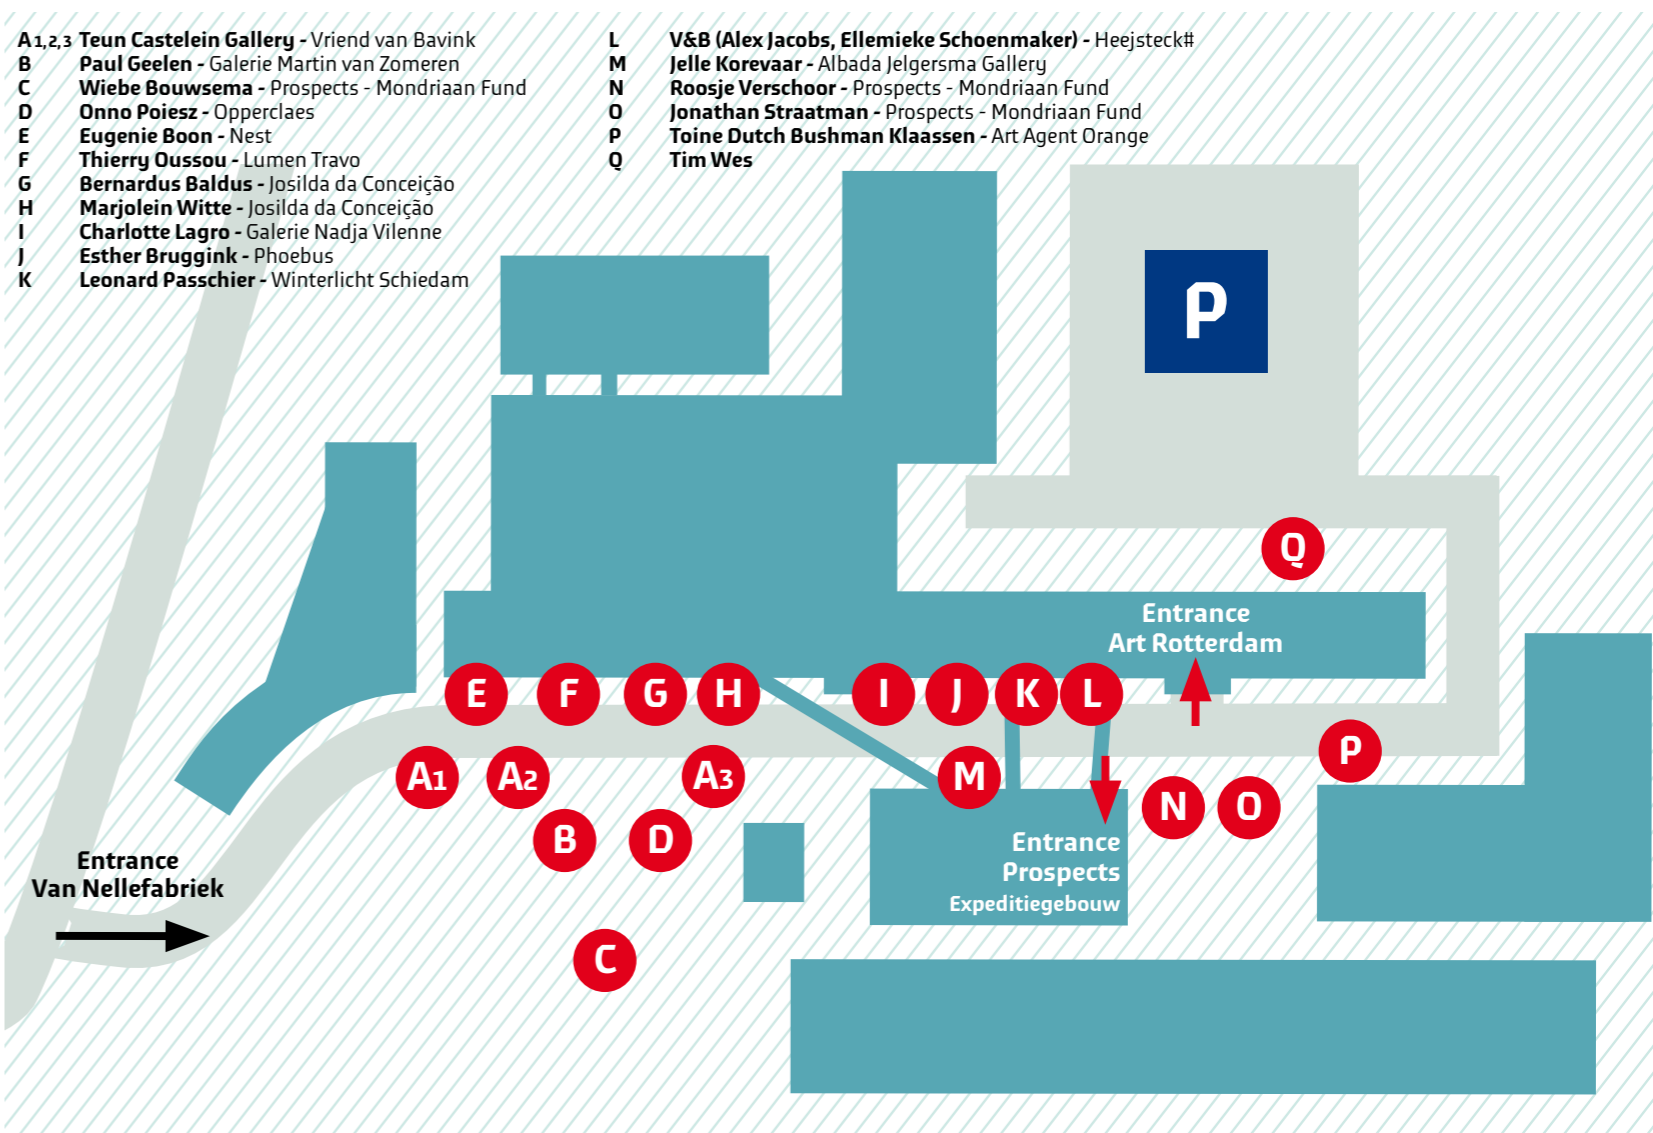 A 1,2,3 Teun Castelein Gallery - Vriend van Bavink
B Paul Geelen - Galerie Martin van Zomeren
C Wiebe Bouwsema - Prospects - Mondriaan Fund
D Onno Poiesz - Opperclaes
E Eugenie Boon - Nest
F Thierry Oussou - Lumen Travo
G Bernardus Baldus - Josilda da Conceição
H Marjolein Witte - Josilda da Conceição
I Charlotte Lagro - Galerie Nadja Vilenne
J Esther Bruggink - Phoebus
K Leonard Passchier - Winterlicht Schiedam
L V&B (Alex Jacobs, Ellemieke Schoenmaker) - Heejsteck#
M Jelle Korevaar - Albada Jelgersma Gallery
N Roosje Verschoor - Prospects - Mondriaan Fund
O Jonathan Straatman - Prospects - Mondriaan Fund
P Toine Dutch Bushman Klaassen - Art Agent Orange
Q Tim Wes
P
Q
Entrance
Art Rotterdam
E F G H I J K L
P
A1 A2 A3 M
N O
B D
Entrance
Prospects
Expeditiegebouw
Entrance
Van Nellefabriek
C